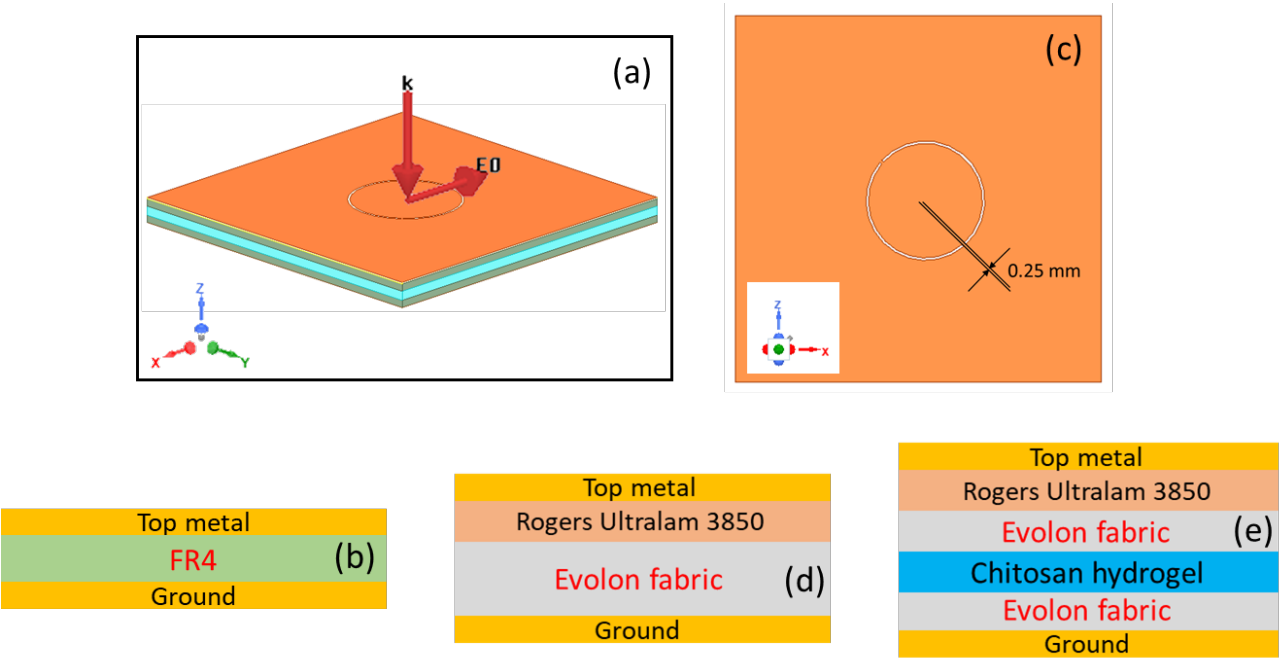 (a)
k
E0
Z
X
Y
(c)
0.25 mm
Z
X
Top metal
FR4
(b)
Ground
Top metal
Rogers Ultralam 3850
Evolon fabric
(d)
Ground
Top metal
Rogers Ultralam 3850
Evolon fabric
(e)
Chitosan hydrogel
Evolon fabric
Ground